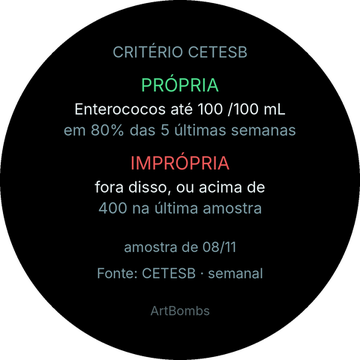 CRITÉRIO CETESB
PRÓPRIA
Enterococos até 100 /100 mL
em 80% das 5 últimas semanas
IMPRÓPRIA
fora disso, ou acima de
400 na última amostra
amostra de 08/11
Fonte: CETESB · semanal
ArtBombs